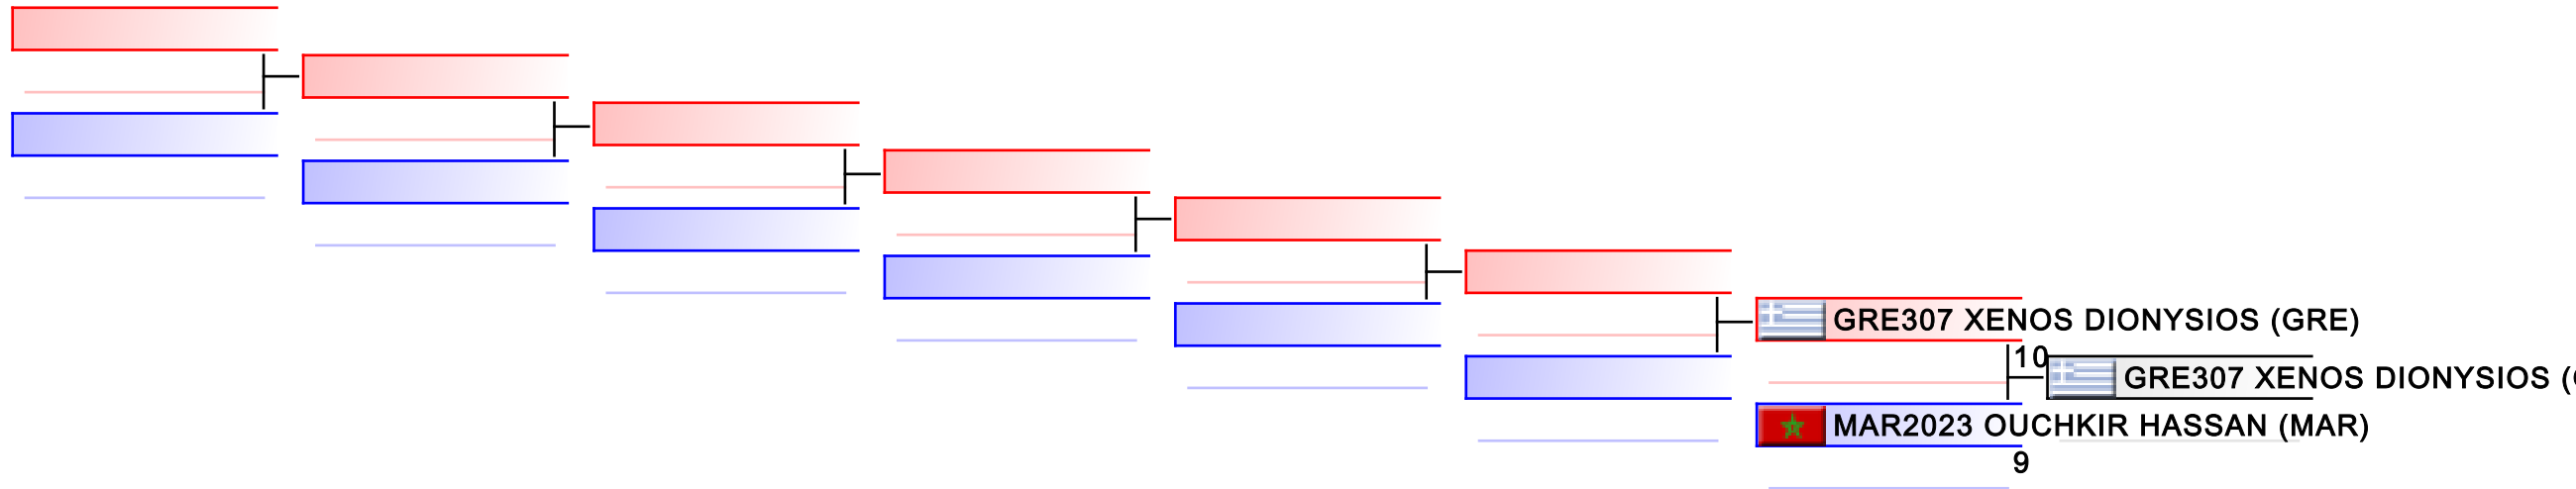 GRE307 XENOS DIONYSIOS (GRE)
10
GRE307 XENOS DIONYSIOS (
MAR2023 OUCHKIR HASSAN (MAR)
9